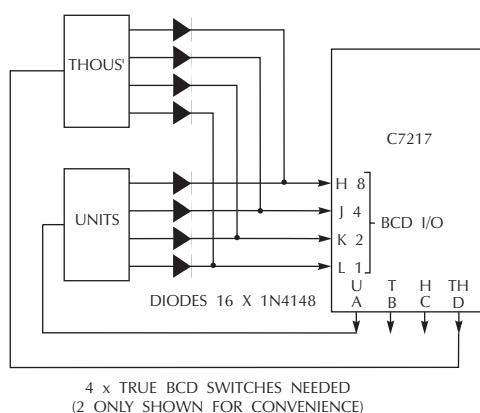 THOUS'
C7217
UNITS
H 8
J 4
K 2
L 1
BCD I/O
U T H TH
A B C D
DIODES 16 X 1N4148
4 x TRUE BCD SWITCHES NEEDED
(2 ONLY SHOWN FOR CONVENIENCE)